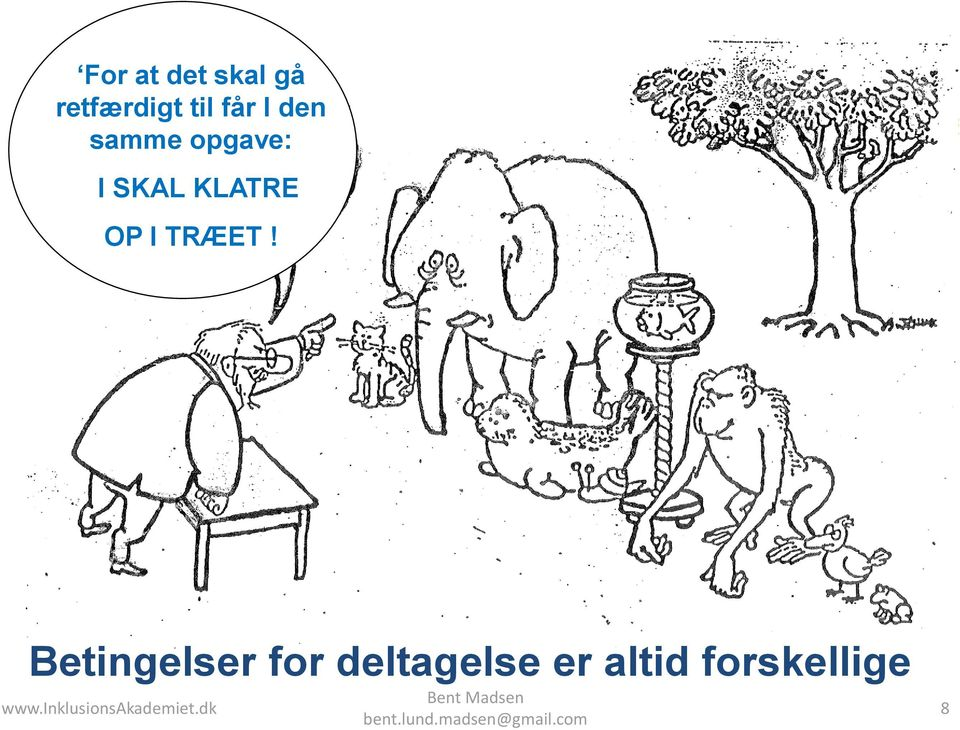 ‘For at det skal gå
retfærdigt til får I den
samme opgave:
I SKAL KLATRE
OP I TRÆET !
Betingelser for deltagelse er altid forskellige
www.InklusionsAkademiet.dk
Bent Madsen
bent.lund.madsen@gmail.com
8